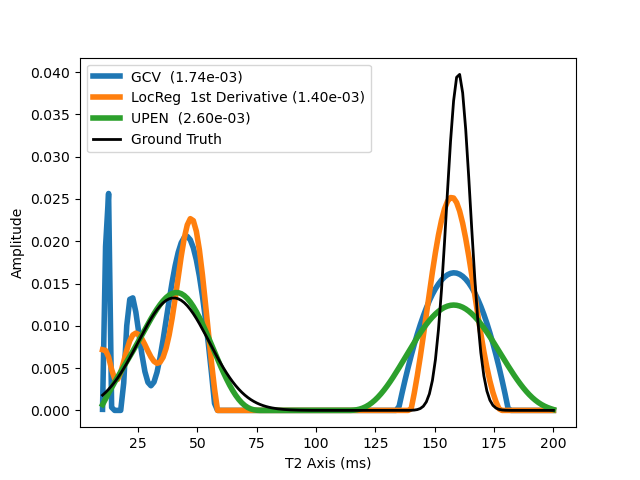 GCV (1.74e-03)
LocReg 1st Derivative (1.40e-03)
UPEN (2.60e-03)
Ground Truth
0.040
0.035
0.030
0.025
0.020
0.015
0.010
0.005
0.000
Amplitude
25 50 75 100 125 150 175 200
T2 Axis (ms)